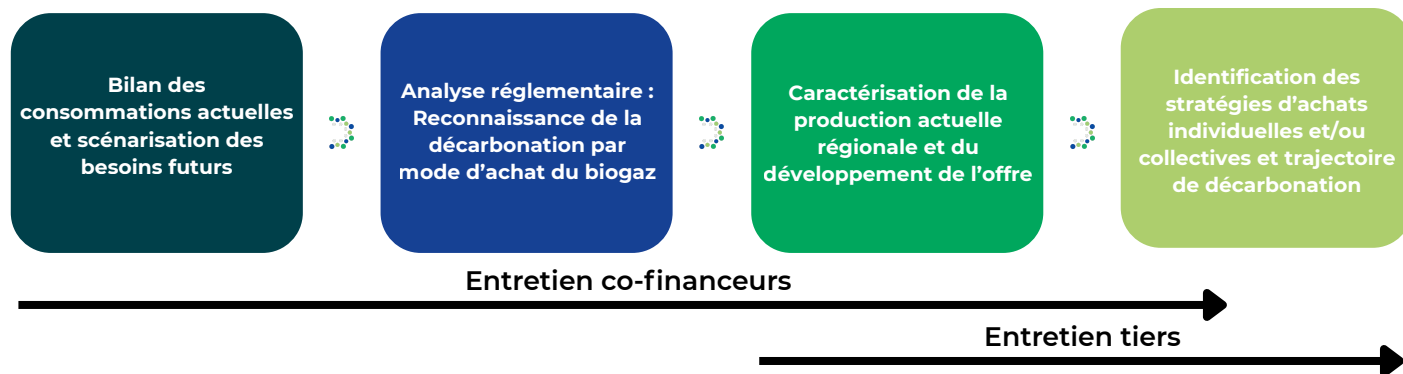 Bilan des
consommations actuelles
et scénarisation des
besoins futurs
Analyse réglementaire :
Reconnaissance de la
décarbonation par
mode d’achat du biogaz
Caractérisation de la
production actuelle
régionale et du
développement de l’offre
Identification des
stratégies d’achats
individuelles et/ou
collectives et trajectoire
de décarbonation
Entretien co-financeurs
Entretien tiers